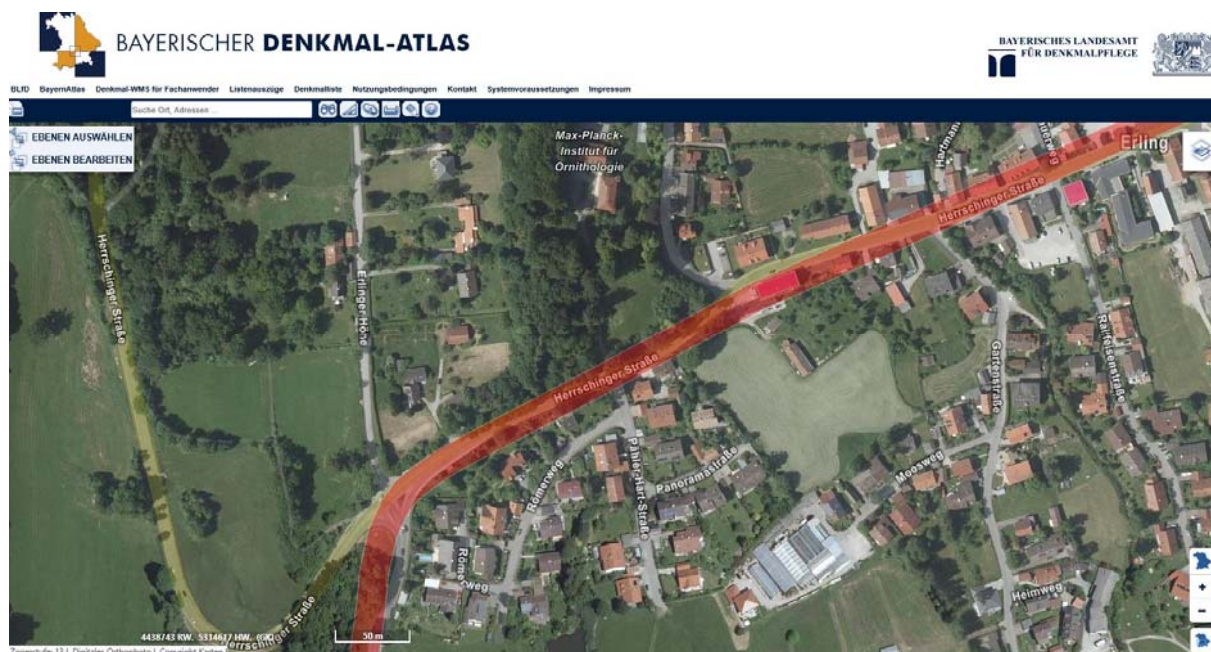 BAYERISCHER DENKMAL-ATLAS
BAYERISCHES LANDESAMT
FÜR DENKMALPFLEGE
BLfD BayernAtlas Denkmal-WMS für Fachanwender Listenauszüge Denkmalliste Nutzungsbedingungen Kontakt Systemvoraussetzungen Impressum
Suche Ort, Adressen ...
EBENEN AUSWÄHLEN
EBENEN BEARBEITEN
Max-Planck-
Institut für
Ornithologie
Erling
Herrschinger Straße
Herrschinger Straße
Erlinger Höhe
Herrschinger Straße
Raiffeisenstraße
Gartenstraße
Pähler-Hart-Straße
Panoramastraße
Moosweg
Römerweg
Heimweg
Herrschinger Straße
50 m
+
-